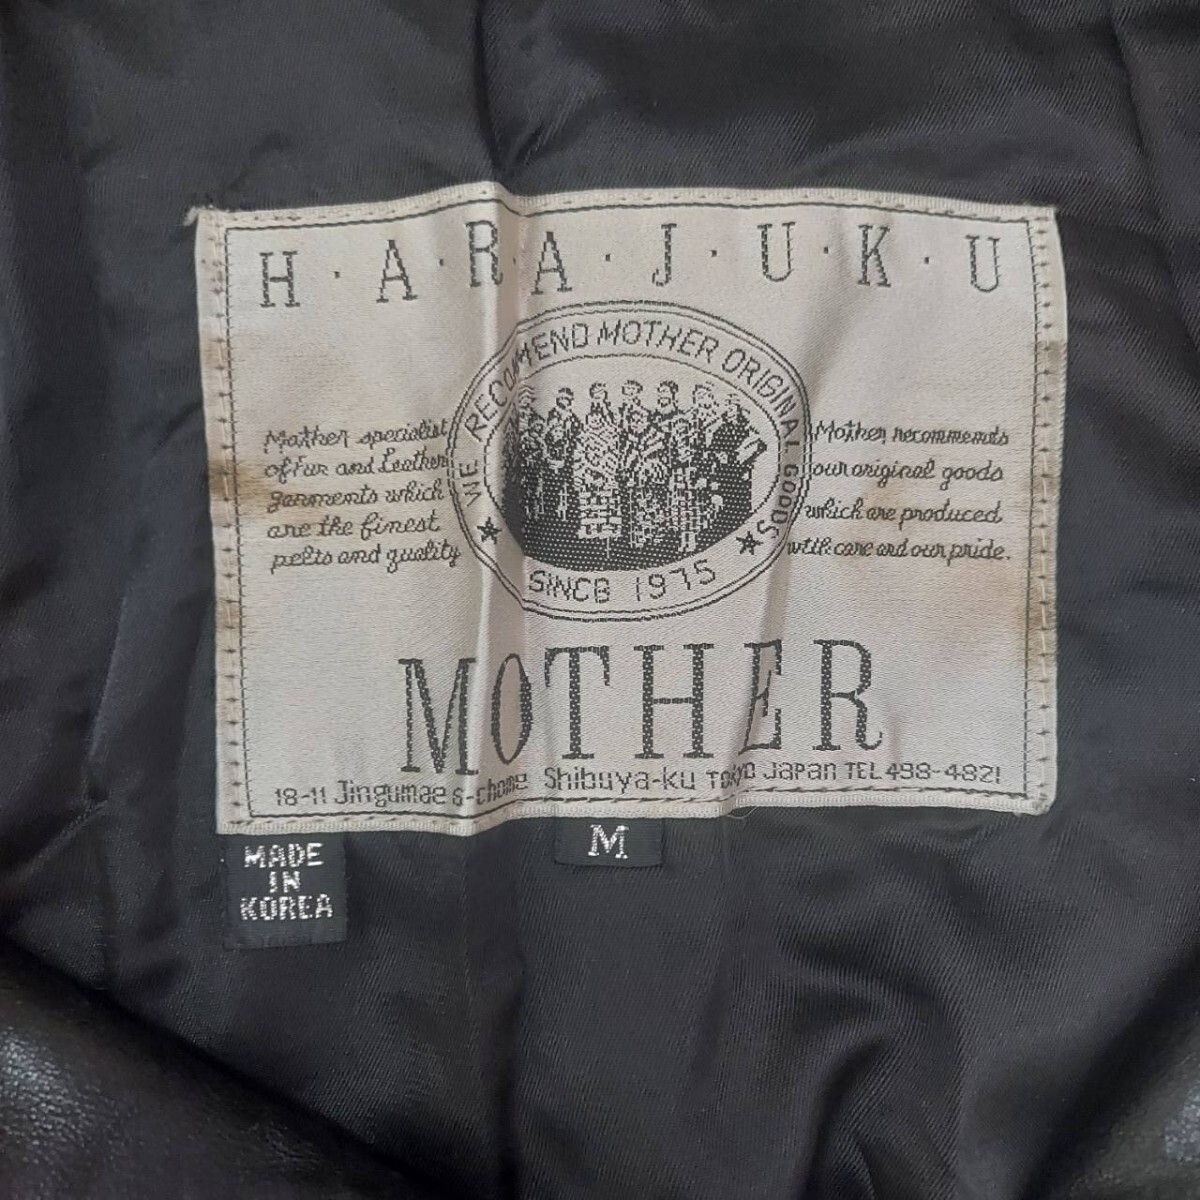 H·A·R·A·J·U·K·U
WE RECOMMEND MOTHER ORIGINAL GOODS
Mother specialist
of Fur and Leather
garments which
are the finest
pelts and quality
Mother recommends
our original goods
which are produced
with care and our pride.
SINCE 1975
MOTHER
18-11 Jingumae 6-chome Shibuya-ku TOKYO JAPAN TEL 498-4821
M
MADE
IN
KOREA